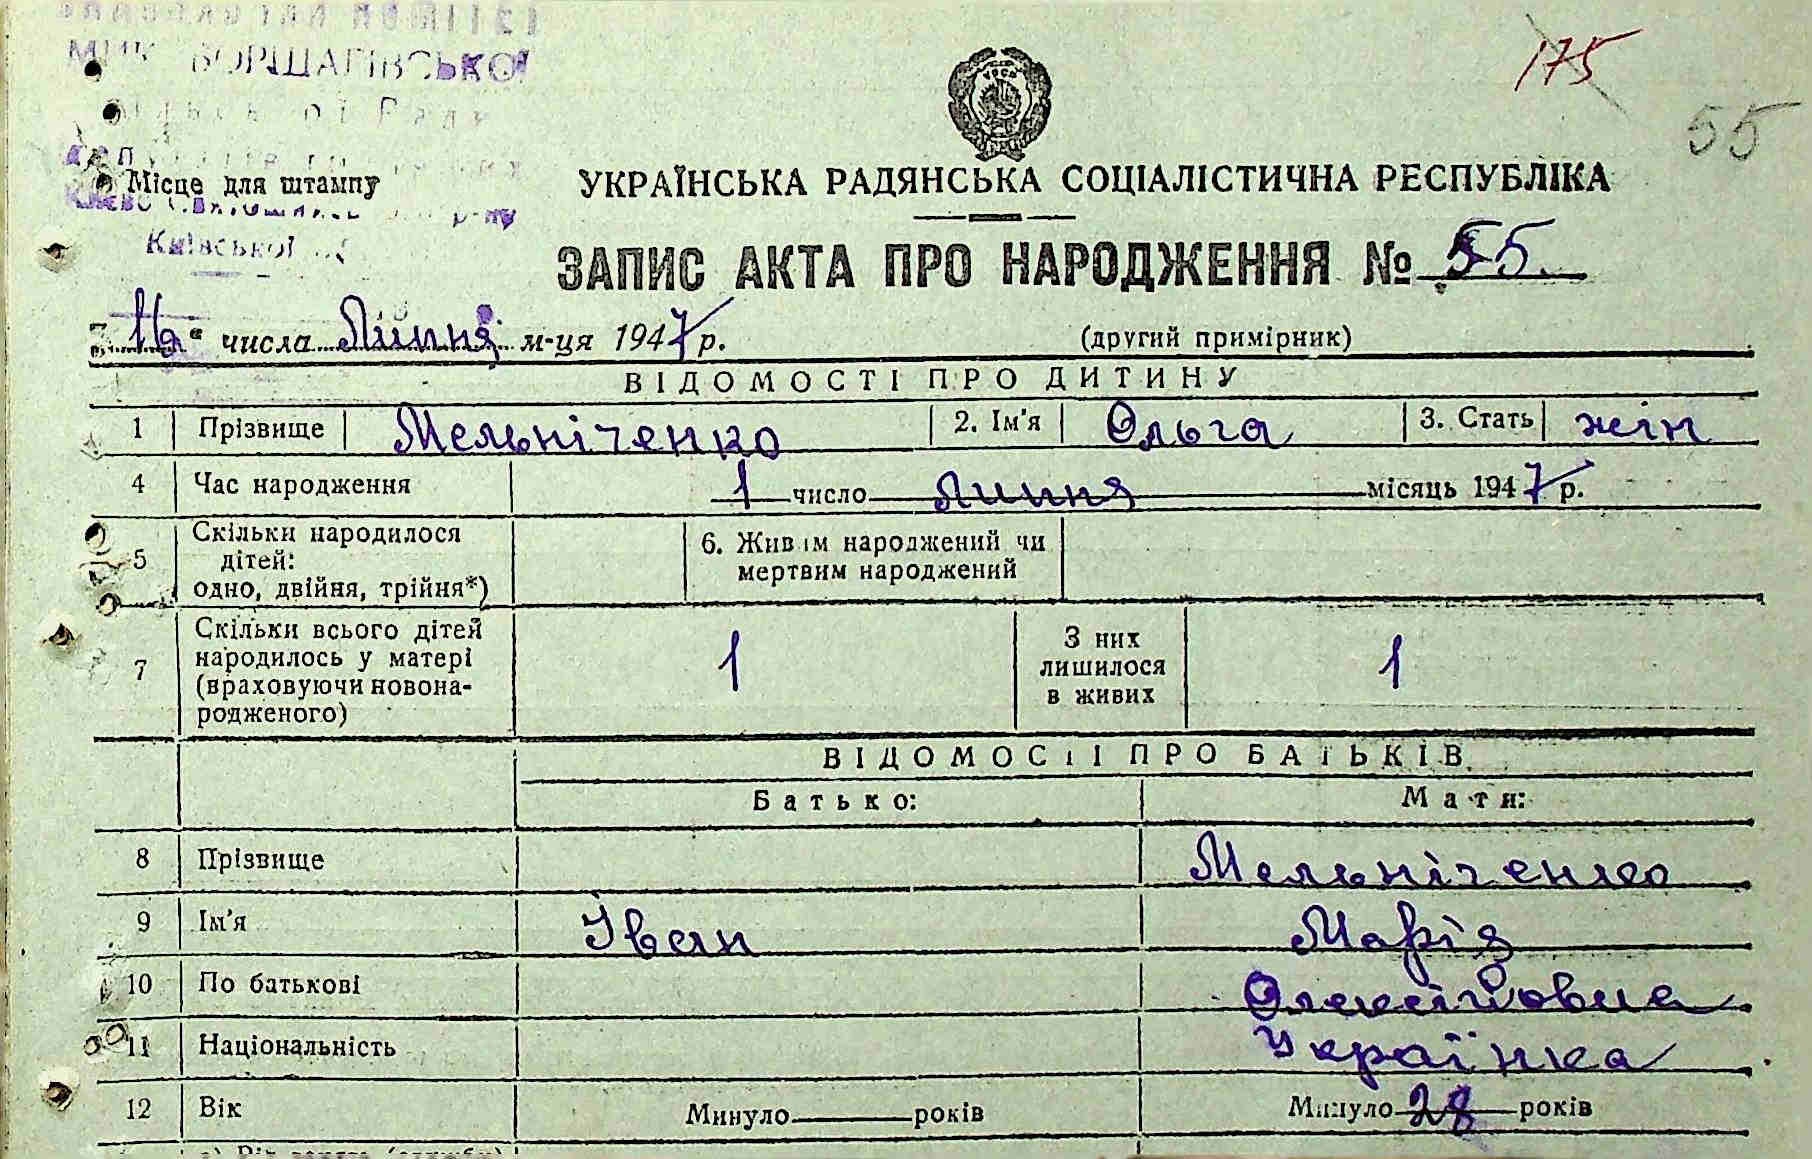 БОРЩАГІВСЬКОЇ
175
55
Місце для штампу
Київської
УКРАЇНСЬКА РАДЯНСЬКА СОЦІАЛІСТИЧНА РЕСПУБЛІКА
ЗАПИС АКТА ПРО НАРОДЖЕННЯ № 55.
16 числа Липня м-ця 1947 р. (другий примірник)
ВІДОМОСТІ ПРО ДИТИНУ
1 Прізвище Мельніченко 2. Ім'я Ольга 3. Стать жін
4 Час народження 1 число Липня місяць 1947 р.
5 Скільки народилося дітей: одно, двійня, трійня*) 6. Живим народжений чи мертвим народжений
7 Скільки всього дітей народилось у матері (враховуючи новонародженого) 1 З них лишилося в живих 1
ВІДОМОСТІ ПРО БАТЬКІВ
Батько: Мати:
8 Прізвище Мельніченко
9 Ім'я Іван Марія
10 По батькові Олексіївна
11 Національність Українка
12 Вік Минуло років Минуло 28 років